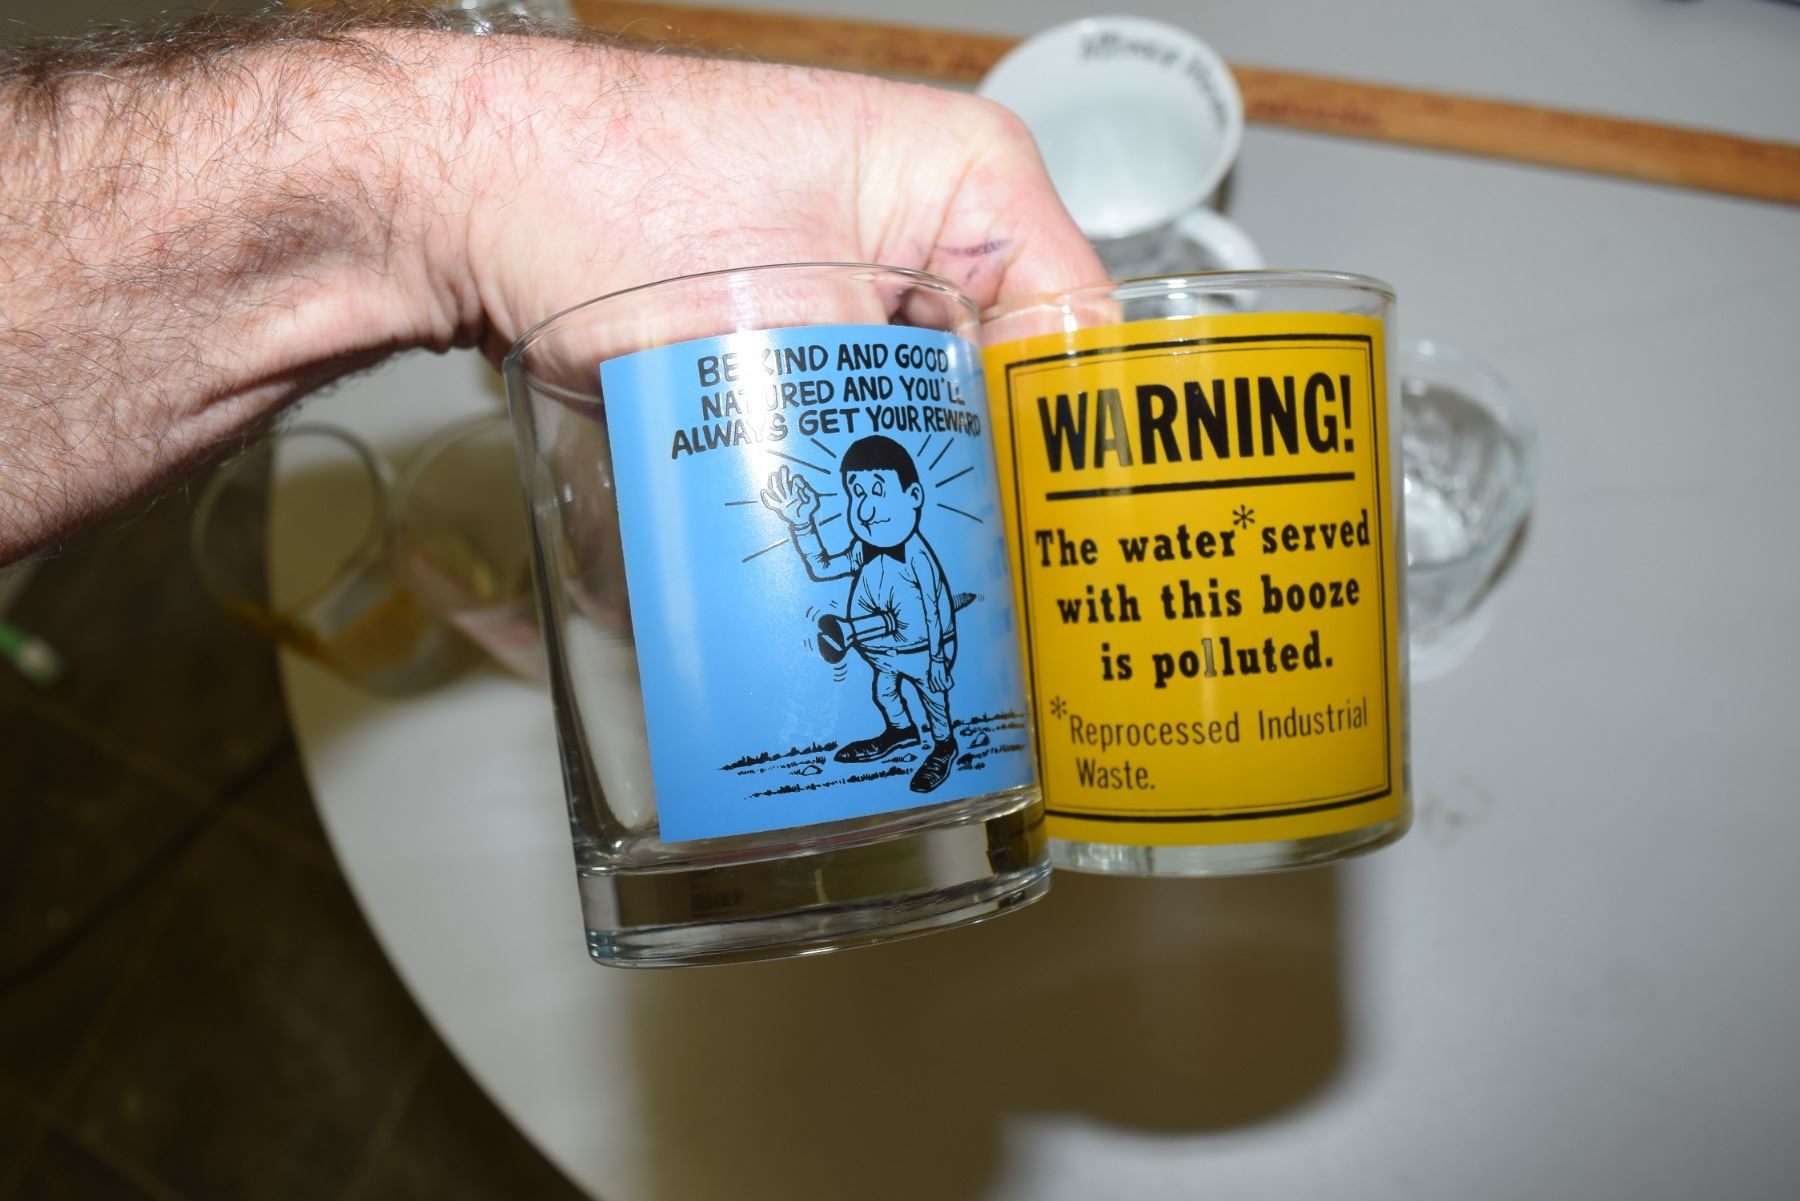 BE KIND AND GOOD
NATURED AND YOU'LL
ALWAYS GET YOUR REWARD
WARNING!
The water* served
with this booze
is polluted.
*Reprocessed Industrial
Waste.